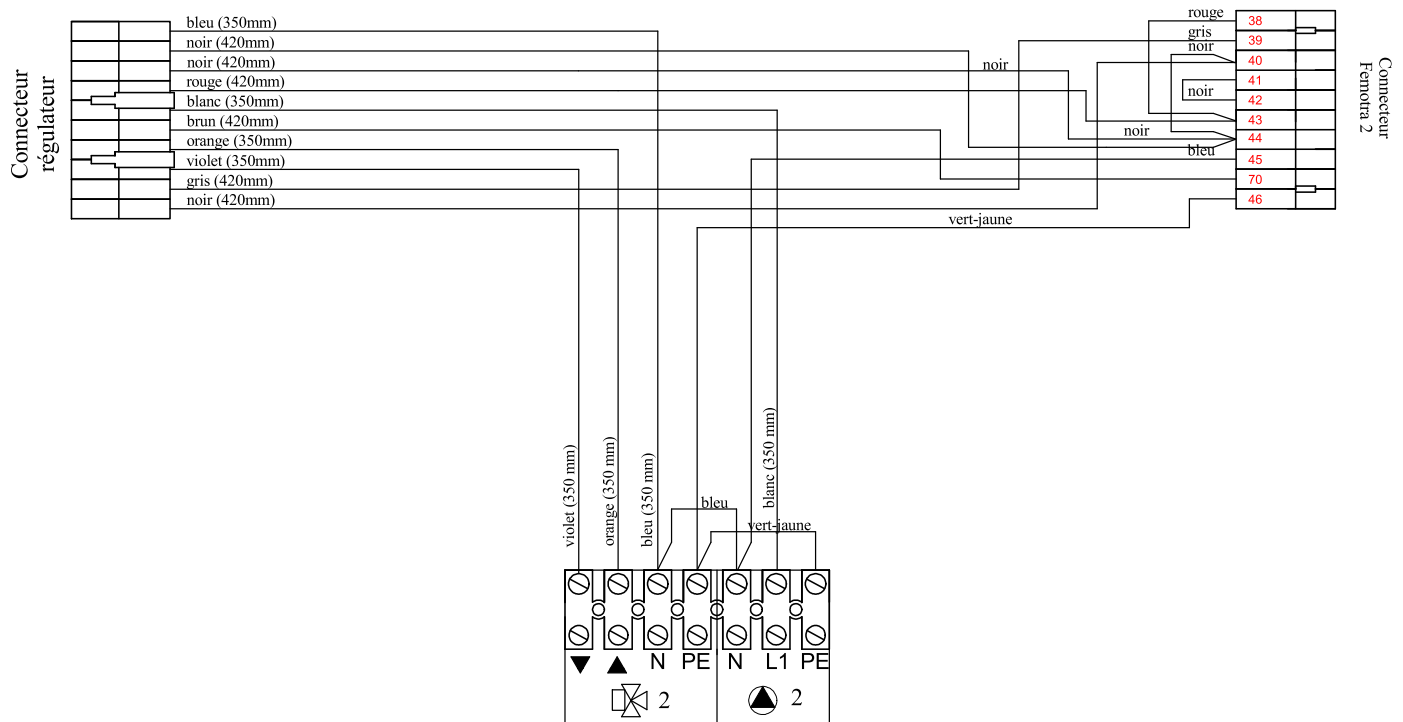 Connecteur
régulateur
bleu (350mm)
noir (420mm)
noir (420mm)
rouge (420mm)
blanc (350mm)
brun (420mm)
orange (350mm)
violet (350mm)
gris (420mm)
noir (420mm)
noir
noir
rouge
gris
noir
noir
bleu
vert-jaune
38
39
40
41
42
43
44
45
70
46
Connecteur
Femotra 2
violet (350 mm)
orange (350 mm)
bleu (350 mm)
blanc (350 mm)
bleu
vert-jaune
N PE N L1 PE
2 2